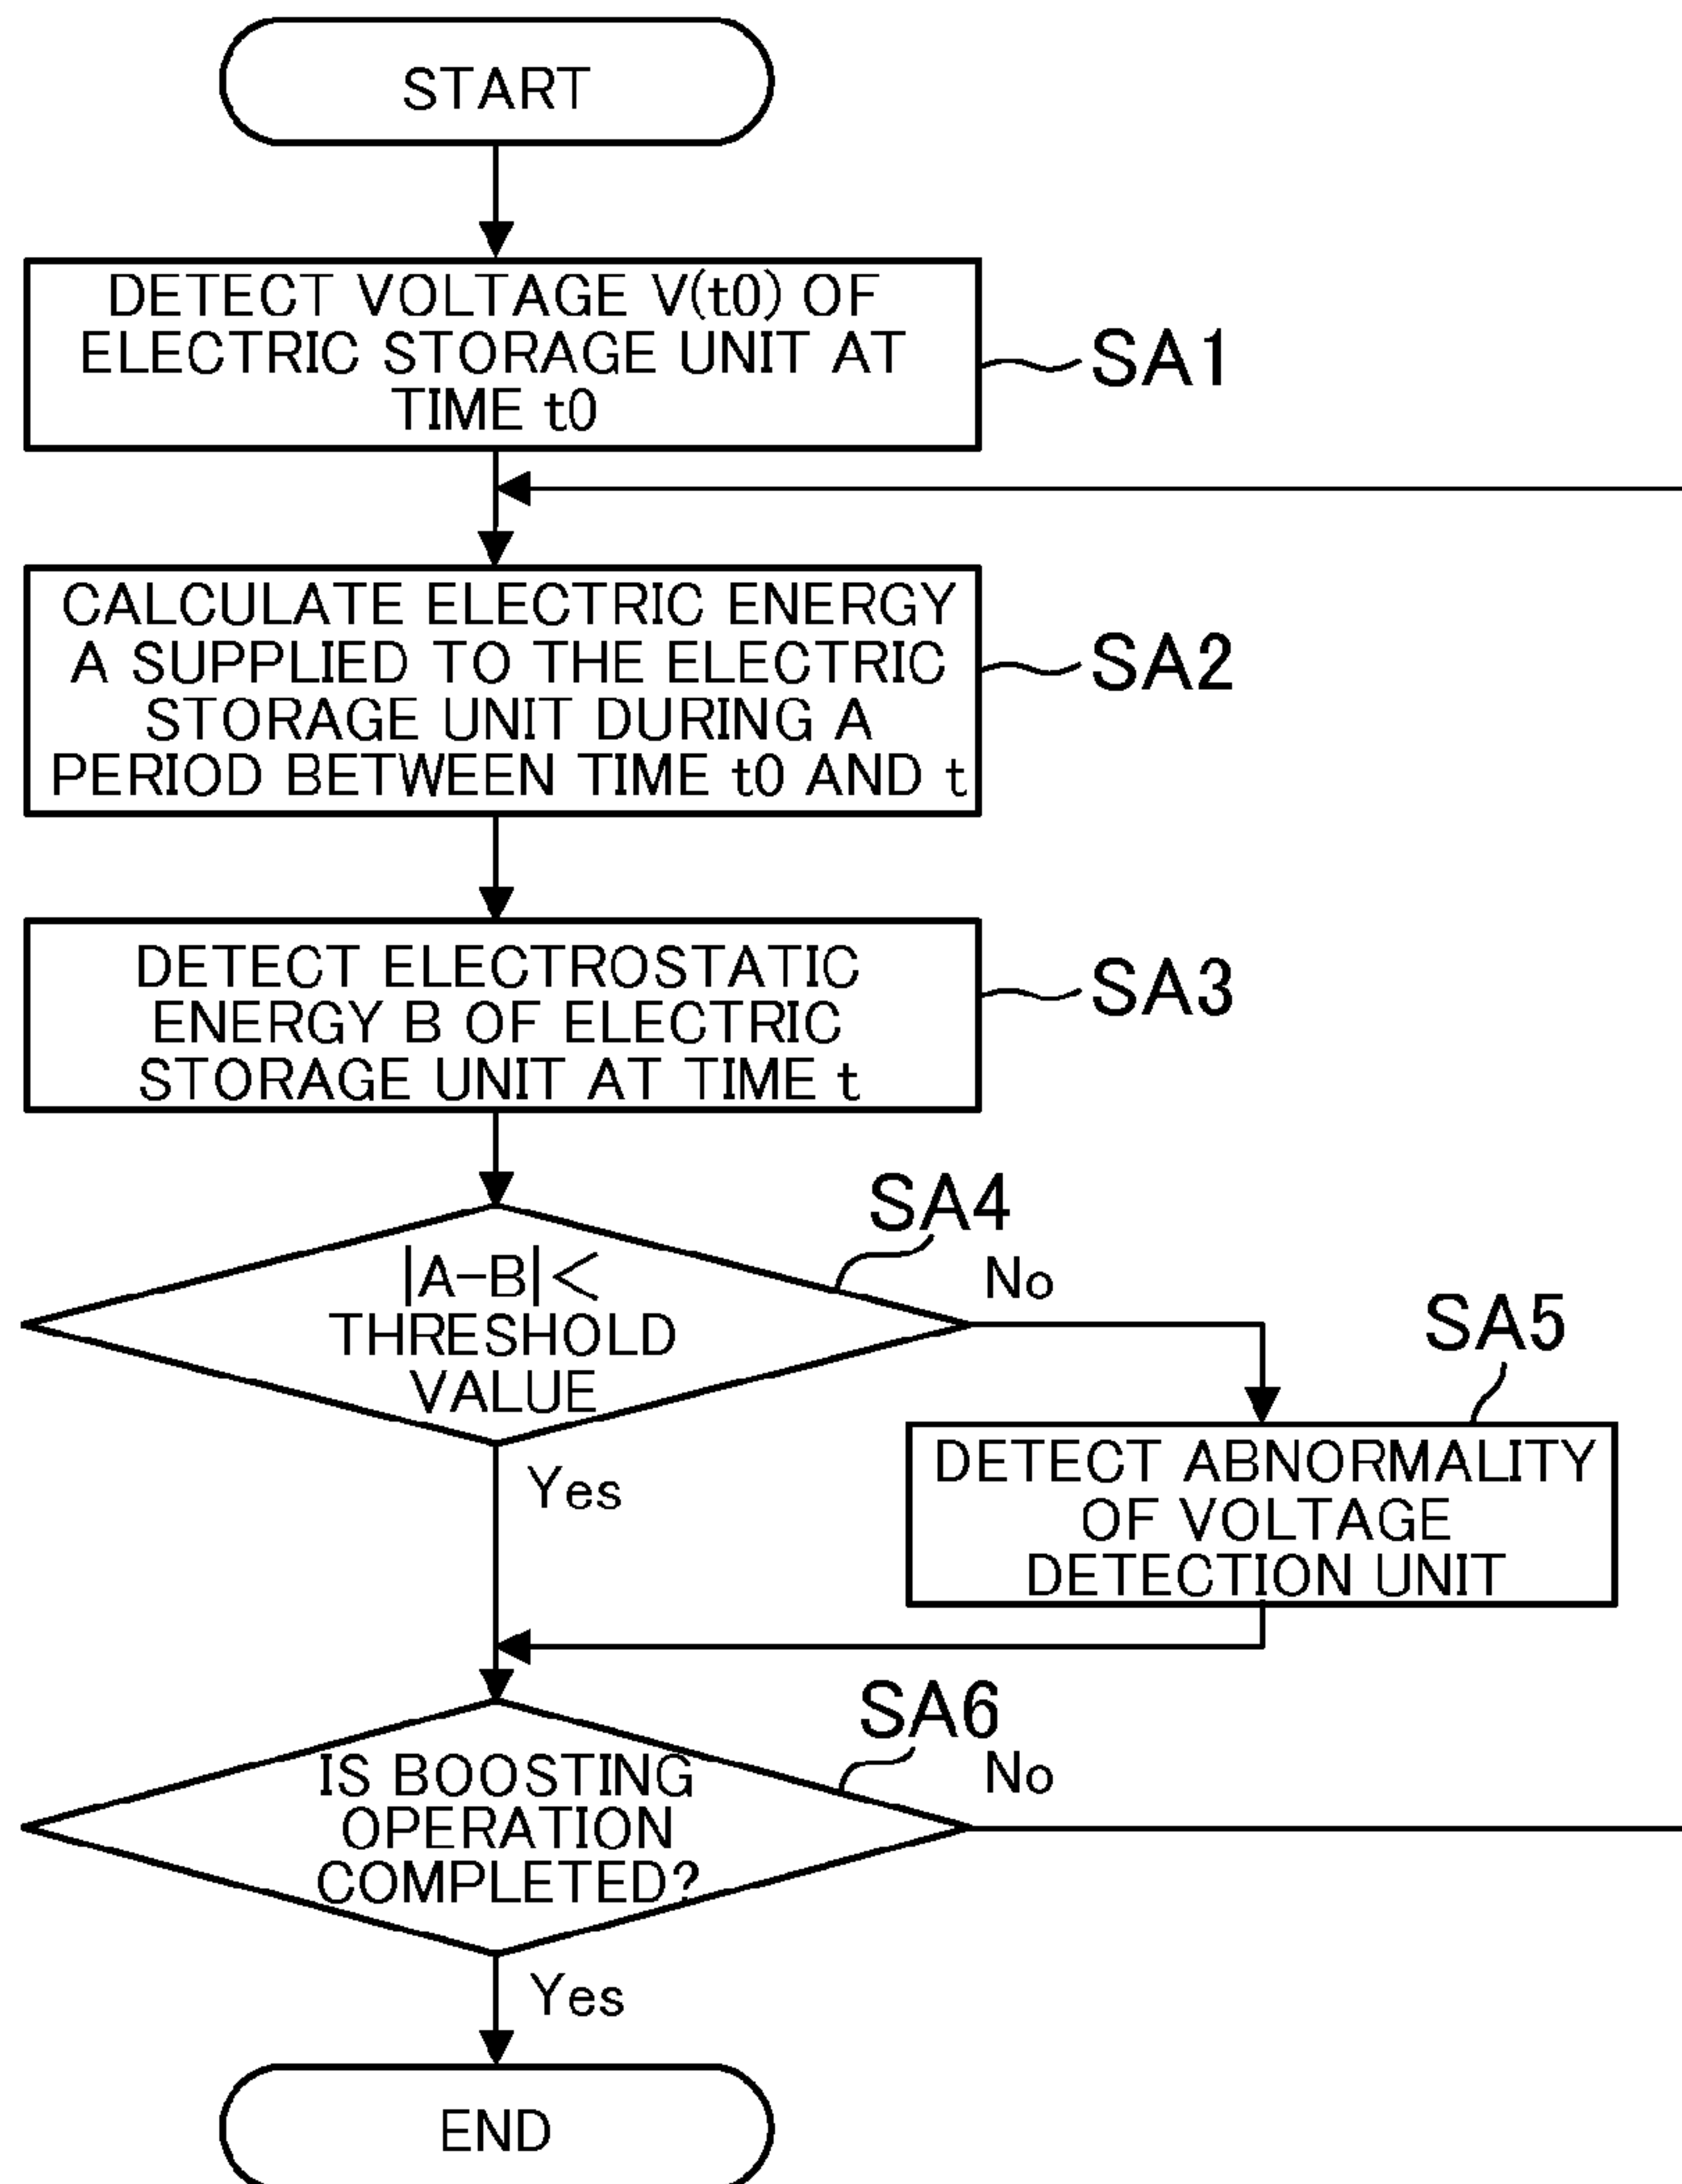 START
DETECT VOLTAGE V(t0) OF
ELECTRIC STORAGE UNIT AT
TIME t0
SA1
CALCULATE ELECTRIC ENERGY
A SUPPLIED TO THE ELECTRIC
STORAGE UNIT DURING A
PERIOD BETWEEN TIME t0 AND t
SA2
DETECT ELECTROSTATIC
ENERGY B OF ELECTRIC
STORAGE UNIT AT TIME t
SA3
|A-B|<
THRESHOLD
VALUE
SA4
No
Yes
SA5
DETECT ABNORMALITY
OF VOLTAGE
DETECTION UNIT
IS BOOSTING
OPERATION
COMPLETED?
SA6
No
Yes
END